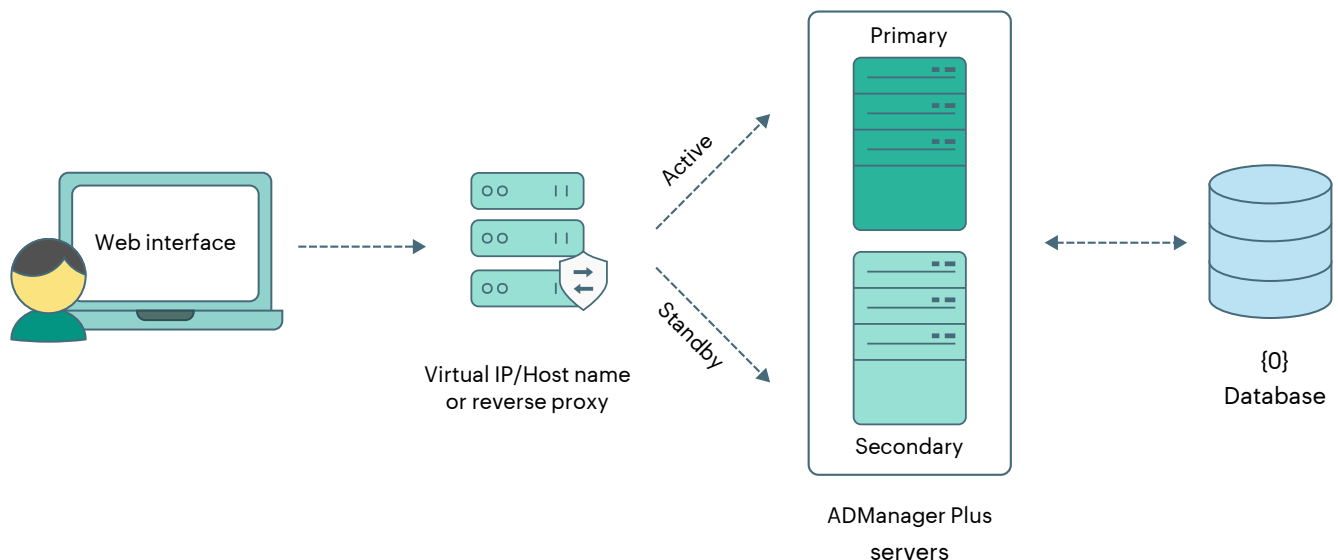 Web interface
Virtual IP/Host name
or reverse proxy
Active
Standby
Primary
Secondary
ADManager Plus
servers
{0}
Database